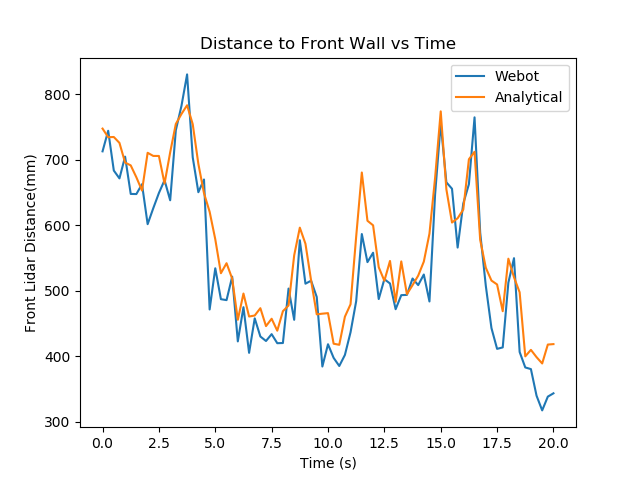 Distance to Front Wall vs Time
Webot
Analytical
Front Lidar Distance(mm)
800
700
600
500
400
300
0.0 2.5 5.0 7.5 10.0 12.5 15.0 17.5 20.0
Time (s)